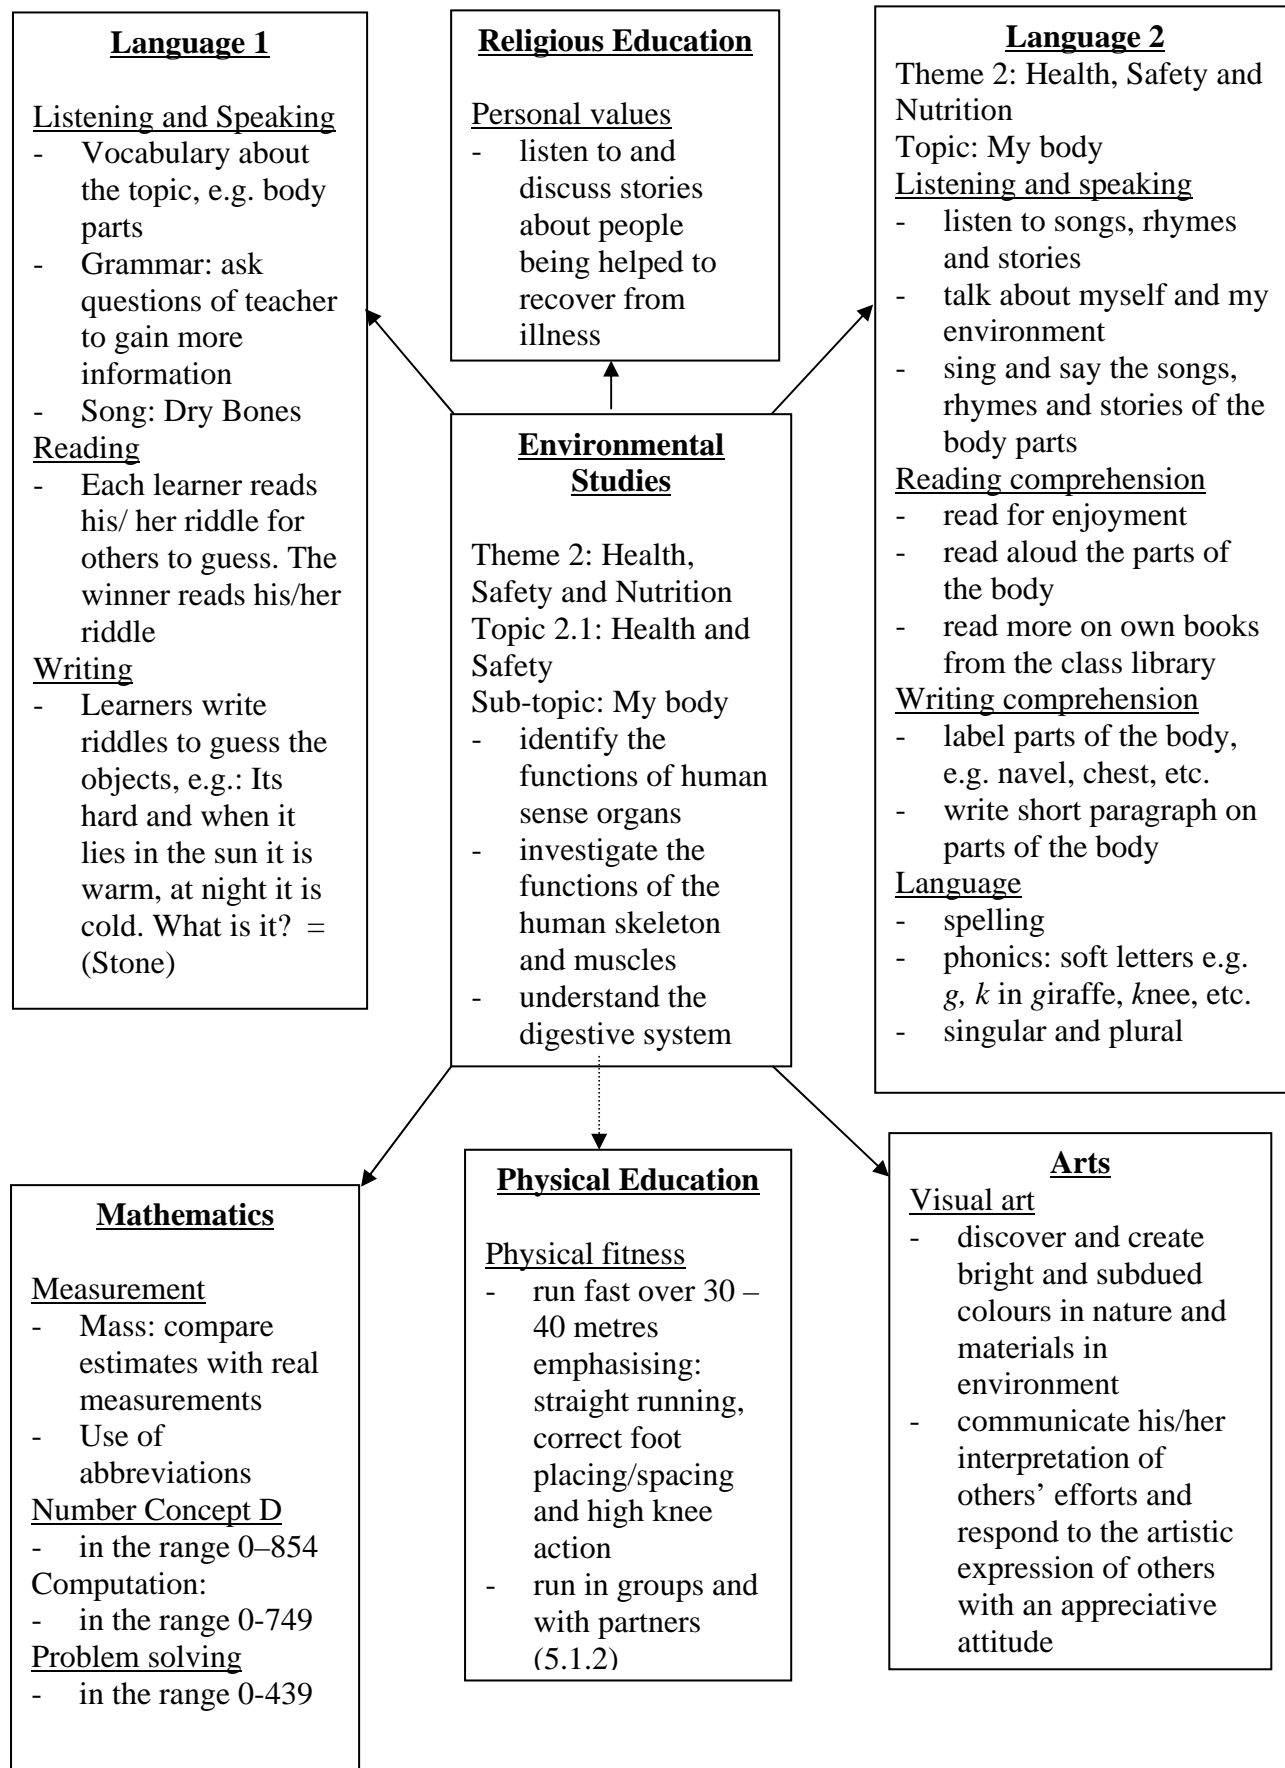 Language 1
Listening and Speaking
- Vocabulary about
the topic, e.g. body
parts
- Grammar: ask
questions of teacher
to gain more
information
- Song: Dry Bones
Reading
- Each learner reads
his/ her riddle for
others to guess. The
winner reads his/her
riddle
Writing
- Learners write
riddles to guess the
objects, e.g.: Its
hard and when it
lies in the sun it is
warm, at night it is
cold. What is it? =
(Stone)
Religious Education
Personal values
- listen to and
discuss stories
about people
being helped to
recover from
illness
Language 2
Theme 2: Health, Safety and
Nutrition
Topic: My body
Listening and speaking
- listen to songs, rhymes
and stories
- talk about myself and my
environment
- sing and say the songs,
rhymes and stories of the
body parts
Reading comprehension
- read for enjoyment
- read aloud the parts of
the body
- read more on own books
from the class library
Writing comprehension
- label parts of the body,
e.g. navel, chest, etc.
- write short paragraph on
parts of the body
Language
- spelling
- phonics: soft letters e.g.
g, k in giraffe, knee, etc.
- singular and plural
Environmental
Studies
Theme 2: Health,
Safety and Nutrition
Topic 2.1: Health and
Safety
Sub-topic: My body
- identify the
functions of human
sense organs
- investigate the
functions of the
human skeleton
and muscles
- understand the
digestive system
Mathematics
Measurement
- Mass: compare
estimates with real
measurements
- Use of
abbreviations
Number Concept D
- in the range 0–854
Computation:
- in the range 0-749
Problem solving
- in the range 0-439
Physical Education
Physical fitness
- run fast over 30 –
40 metres
emphasising:
straight running,
correct foot
placing/spacing
and high knee
action
- run in groups and
with partners
(5.1.2)
Arts
Visual art
- discover and create
bright and subdued
colours in nature and
materials in
environment
- communicate his/her
interpretation of
others’ efforts and
respond to the artistic
expression of others
with an appreciative
attitude